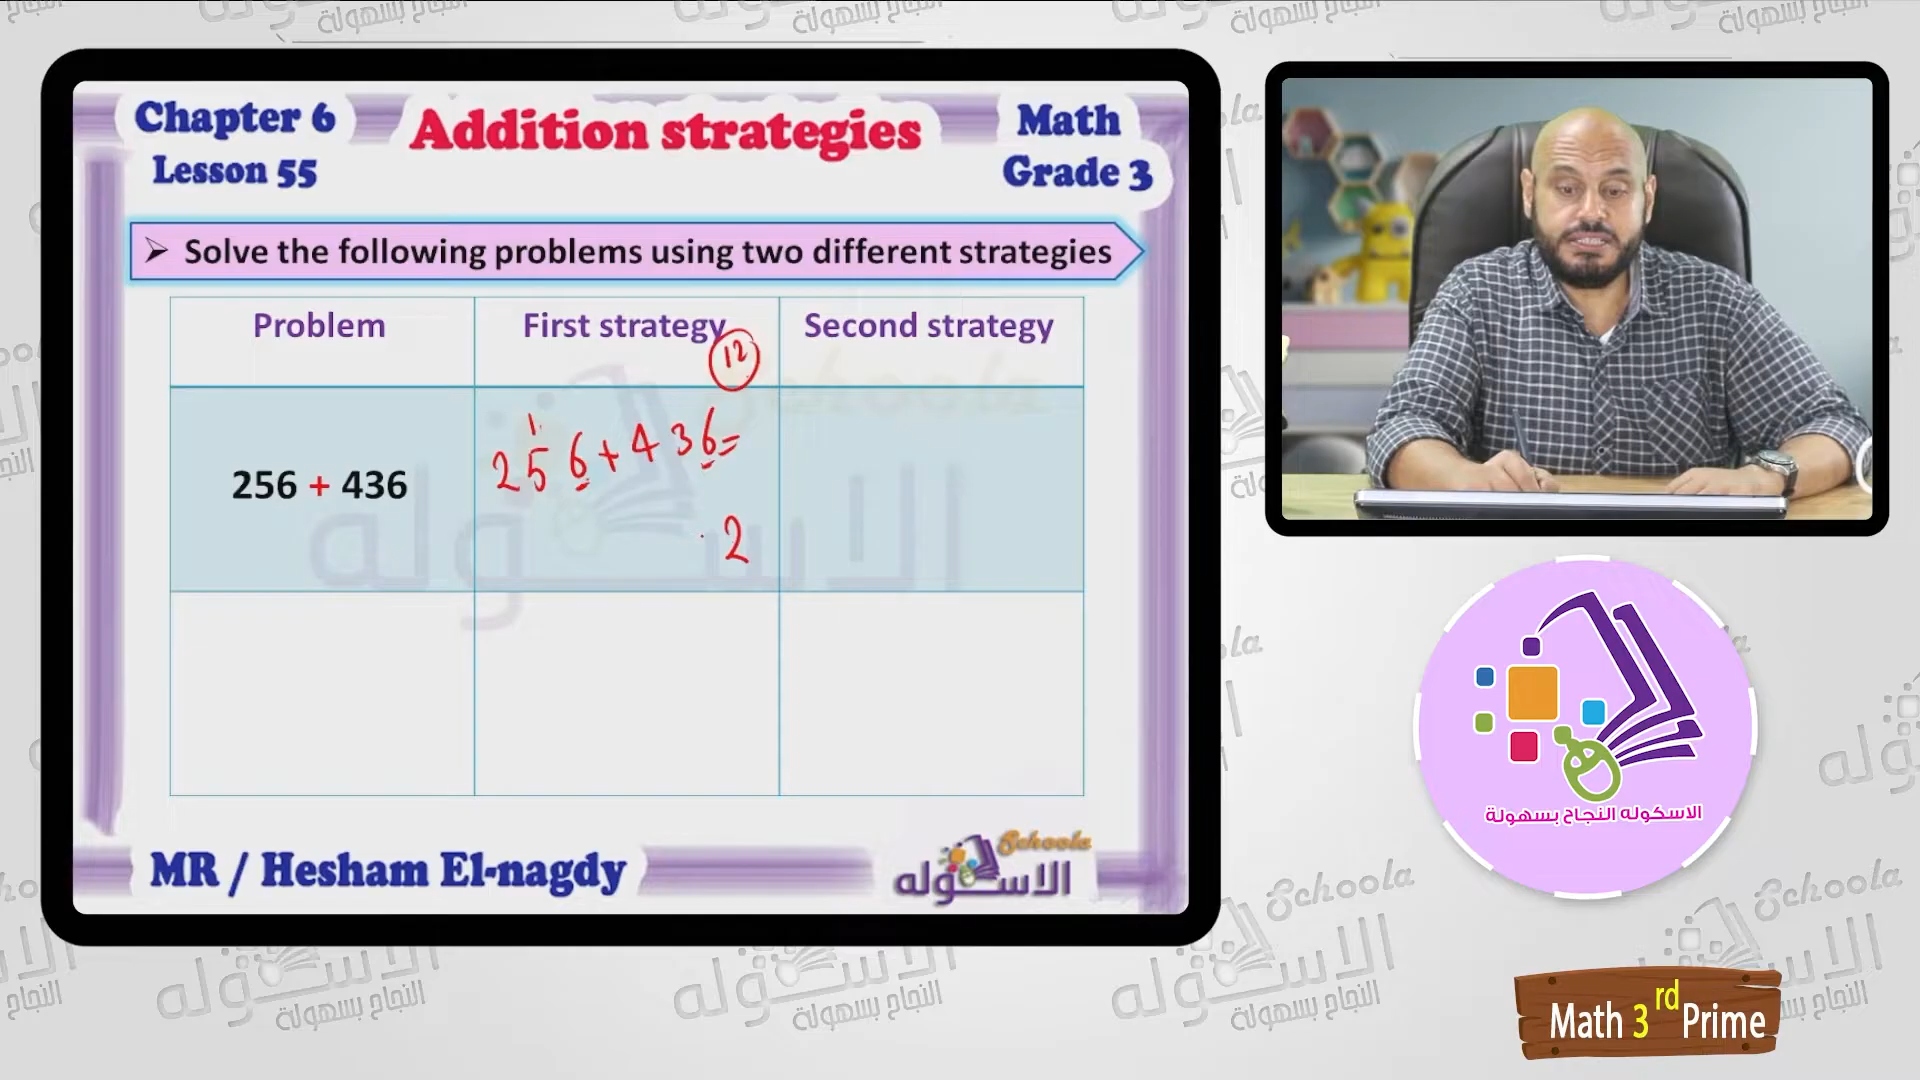 Chapter 6
Lesson 55
Addition strategies
Math
Grade 3
➢ Solve the following problems using two different strategies
Problem
First strategy
Second strategy
12
1
256 + 436
256+436=
2
MR / Hesham El-nagdy
Schoola
الاسكوله
الاسكوله النجاح بسهولة
Math 3rd Prime